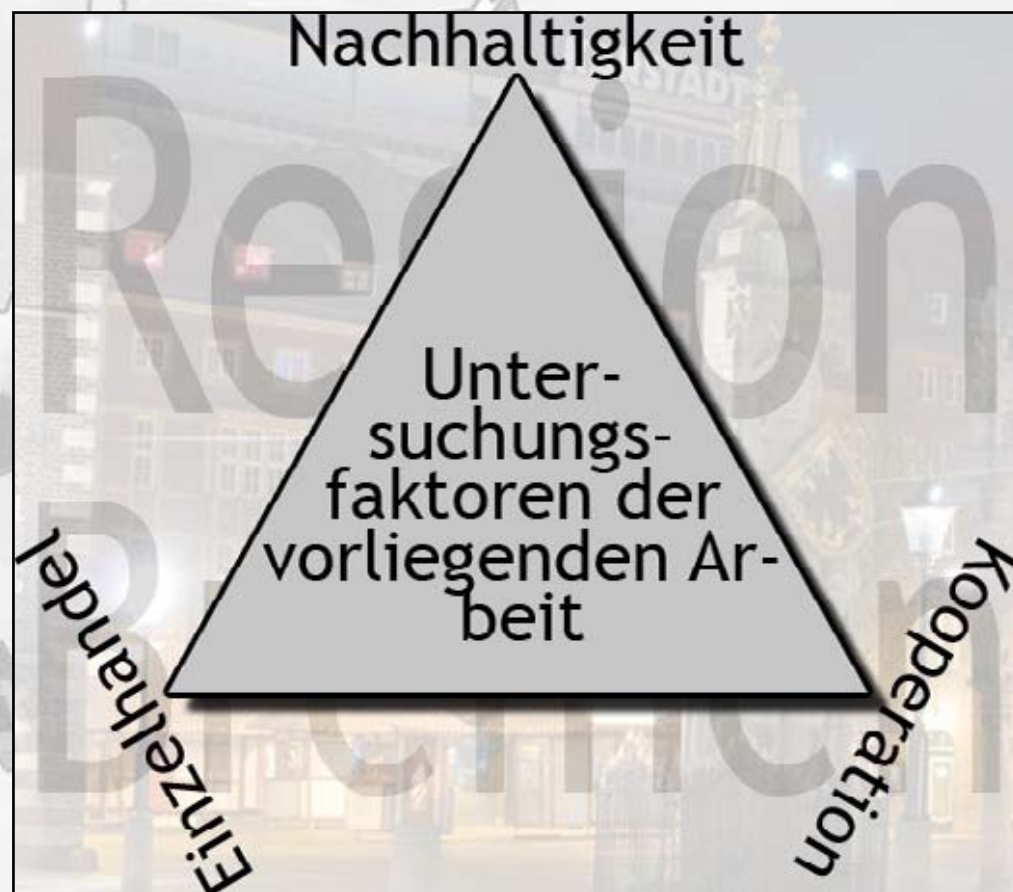 Nachhaltigkeit
Region
Bremen
Unter-
suchungs-
faktoren der
vorliegenden Ar-
beit
Einzelhandel
Kooperation